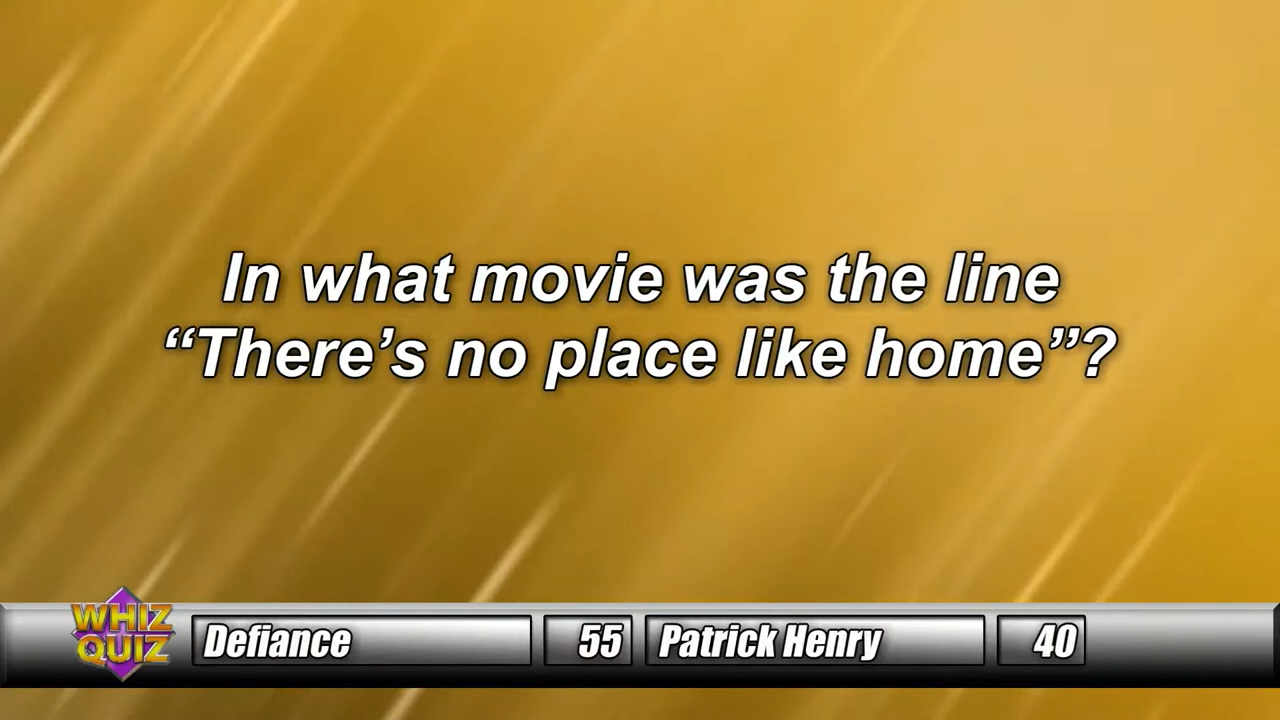 In what movie was the line
“There’s no place like home”?
WHIZ
QUIZ
Defiance 55 Patrick Henry 40